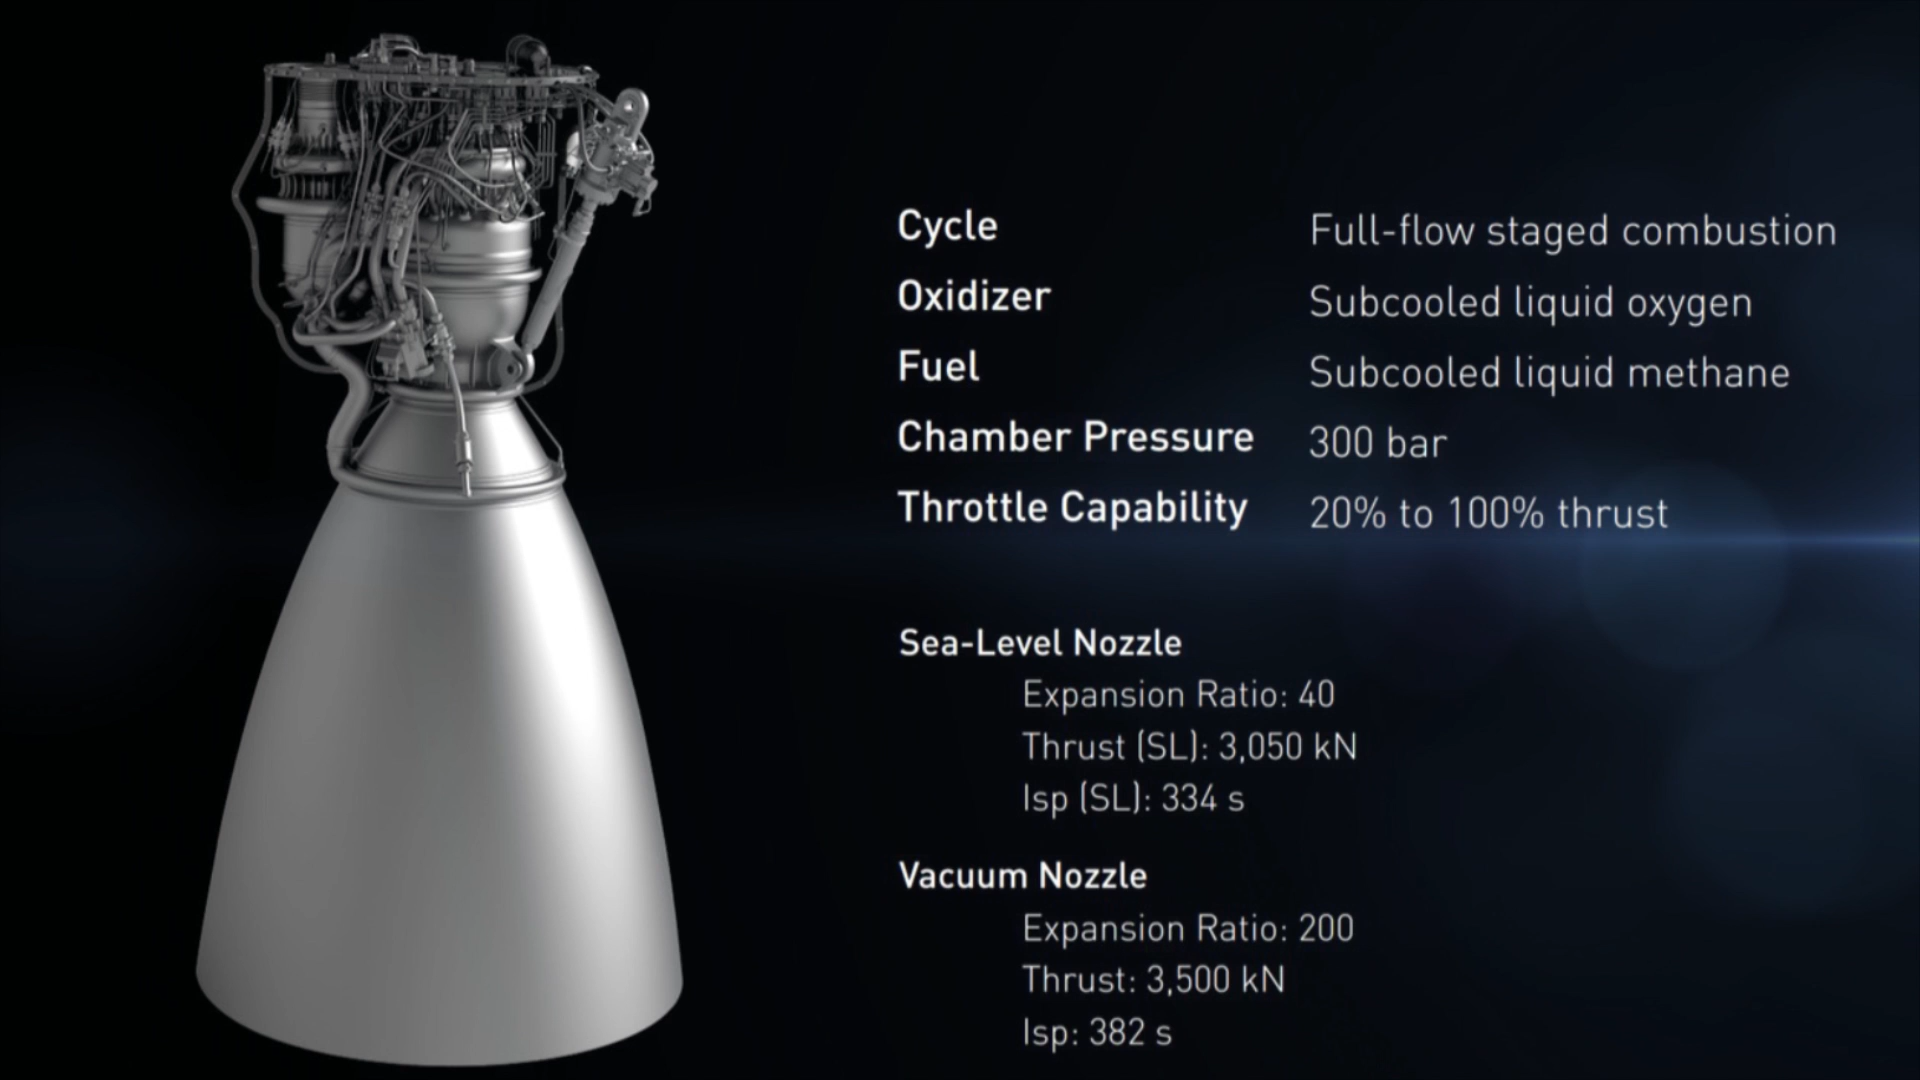 Cycle Full-flow staged combustion
Oxidizer Subcooled liquid oxygen
Fuel Subcooled liquid methane
Chamber Pressure 300 bar
Throttle Capability 20% to 100% thrust
Sea-Level Nozzle
Expansion Ratio: 40
Thrust (SL): 3,050 kN
Isp (SL): 334 s
Vacuum Nozzle
Expansion Ratio: 200
Thrust: 3,500 kN
Isp: 382 s